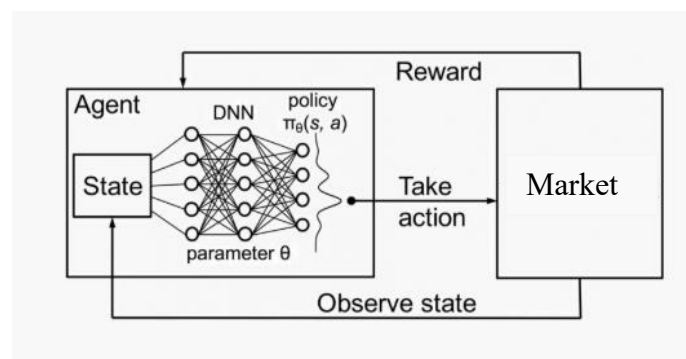 Reward
Agent
DNN
policy
πθ(s, a)
State
Take
action
Market
parameter θ
Observe state